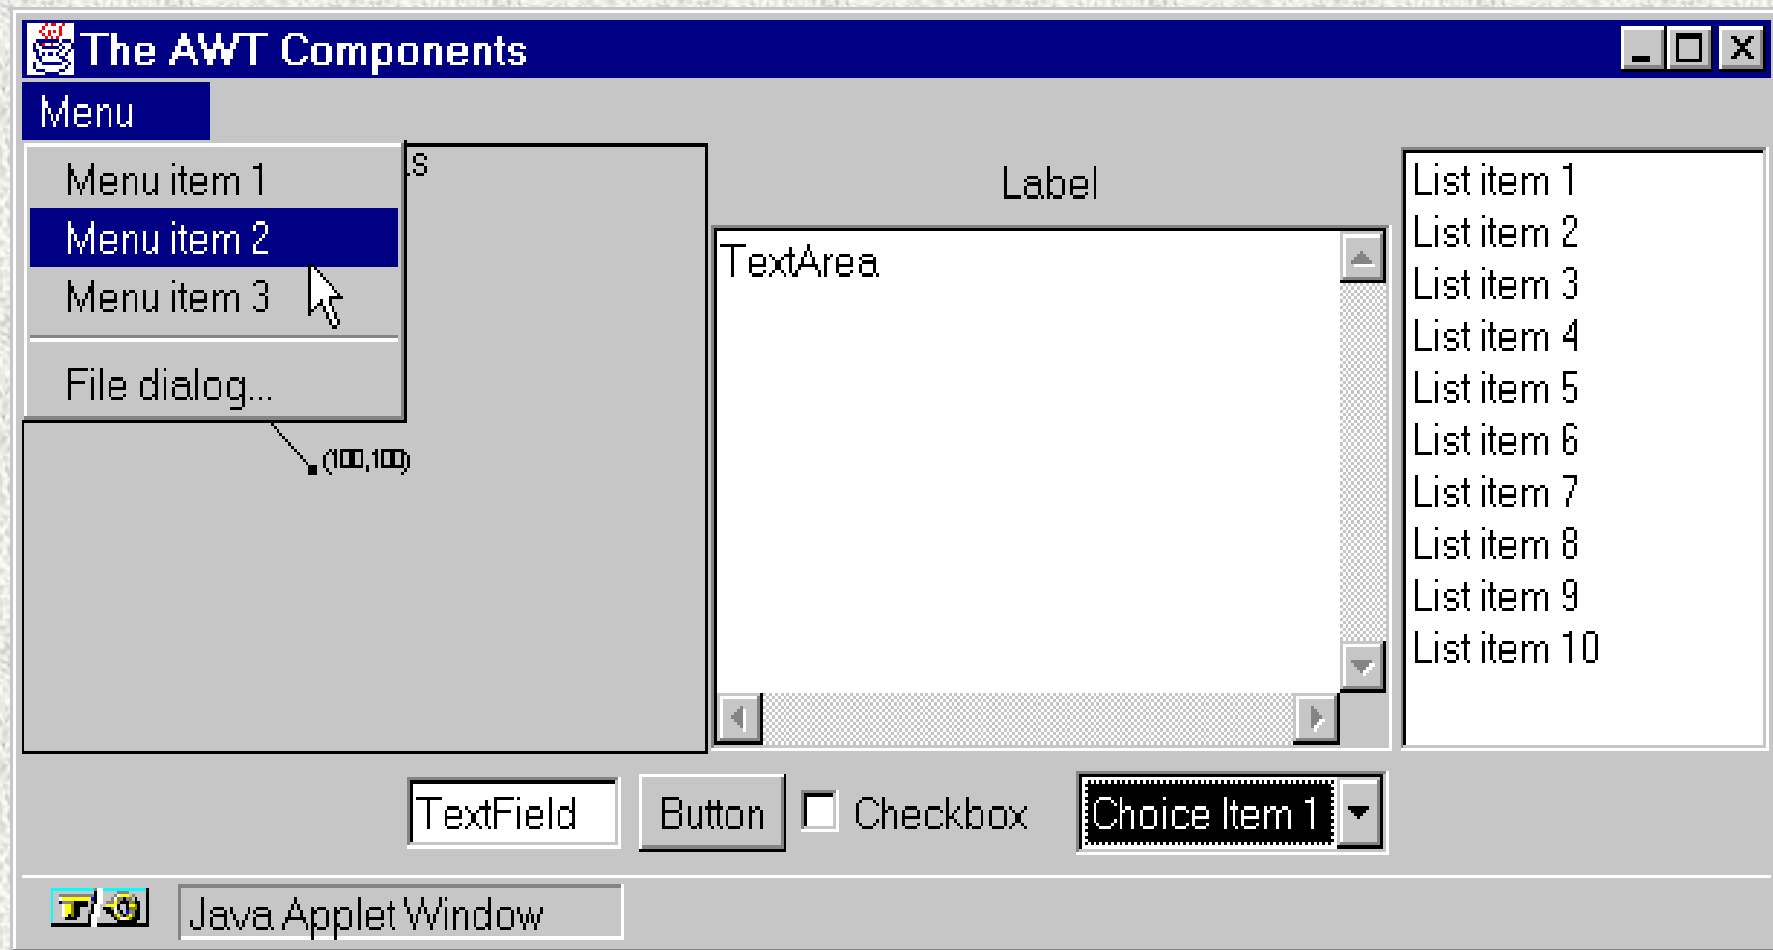 The AWT Components
Menu
Menu item 1
Menu item 2
Menu item 3
File dialog...
(100,100)
Label
TextArea
List item 1
List item 2
List item 3
List item 4
List item 5
List item 6
List item 7
List item 8
List item 9
List item 10
TextField
Button
Checkbox
Choice Item 1
Java Applet Window